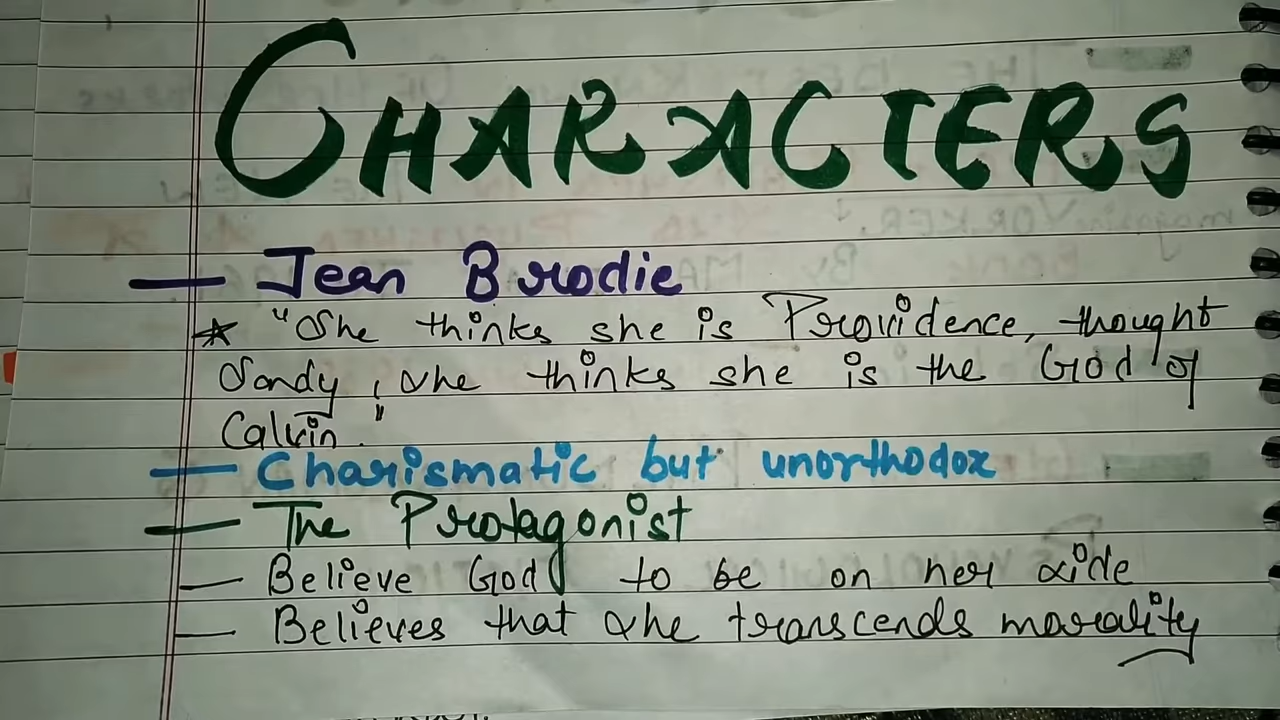 CHARACTERS
— Jean Brodie
* "She thinks she is Providence, thought
Sandy, she thinks she is the God of
Calvin."
— Charismatic but unorthodox
— The Protagonist
— Believe God to be on her side
— Believes that she transcends morality